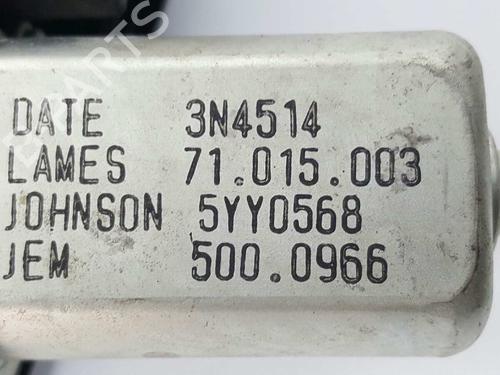 DATE 3N4514
LAMES 71.015.003
JOHNSON 5YY0568
JEM 500.0966